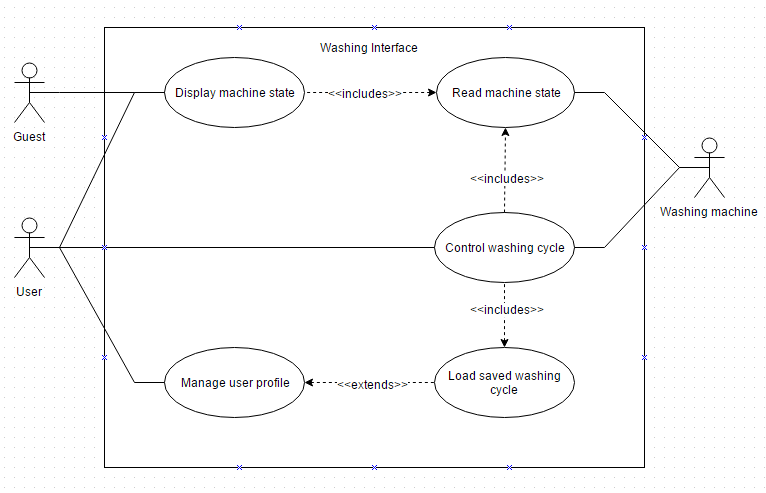 Washing Interface
Display machine state
<<includes>>
Read machine state
Guest
<<includes>>
Washing machine
Control washing cycle
User
<<includes>>
Manage user profile
<<extends>>
Load saved washing
cycle